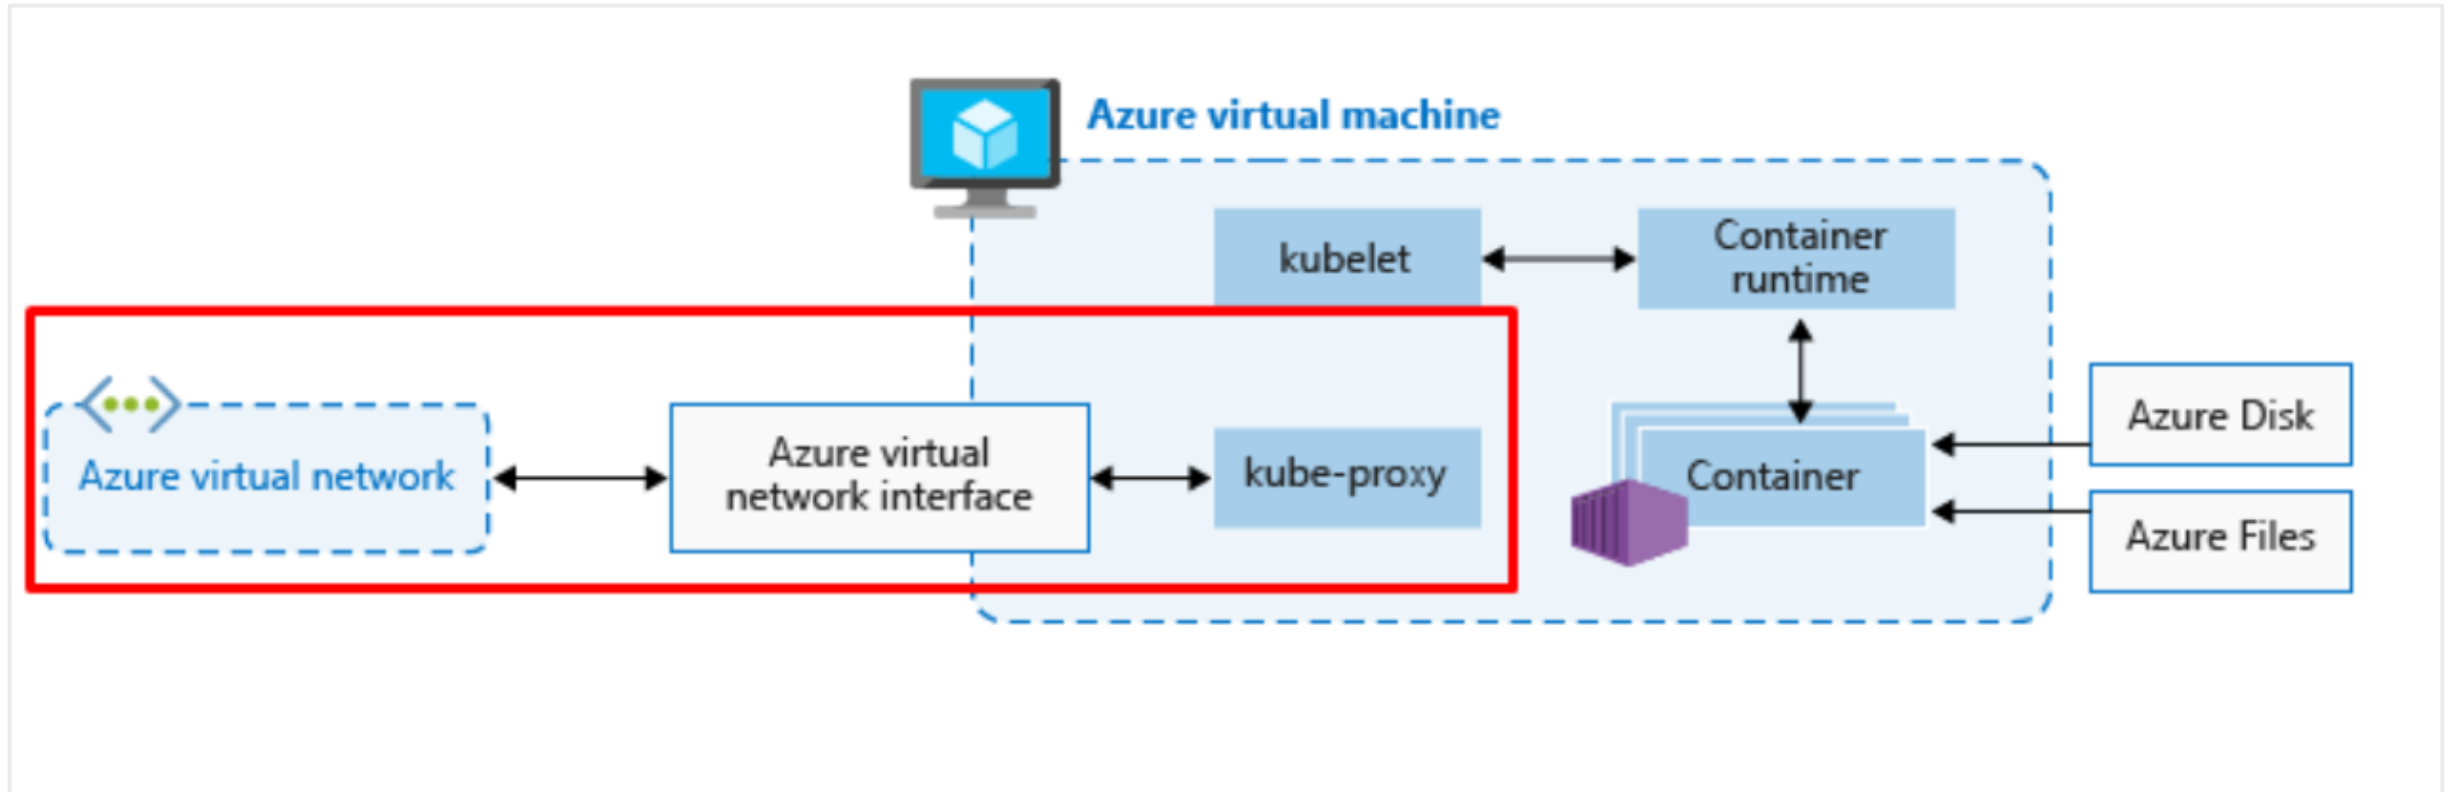 Azure virtual machine
kubelet
Container
runtime
Azure virtual network
Azure virtual
network interface
kube-proxy
Container
Azure Disk
Azure Files